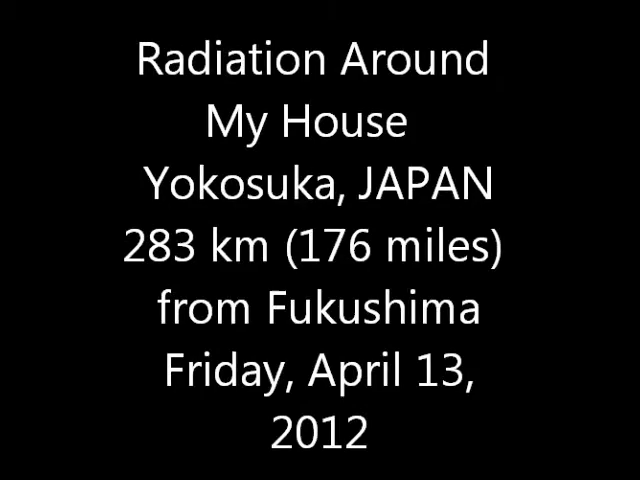 Radiation Around
My House
Yokosuka, JAPAN
283 km (176 miles)
from Fukushima
Friday, April 13,
2012